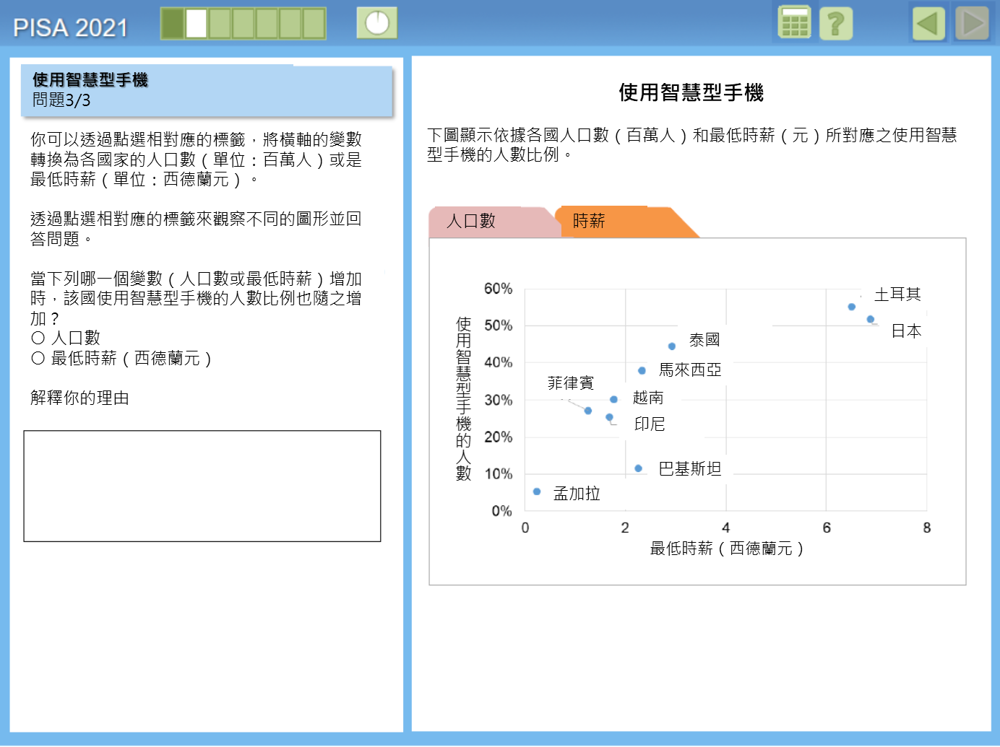 PISA 2021
使用智慧型手機
問題3/3
你可以透過點選相對應的標籤，將橫軸的變數
轉換為各國家的人口數（單位：百萬人）或是
最低時薪（單位：西德蘭元）。
透過點選相對應的標籤來觀察不同的圖形並回
答問題。
當下列哪一個變數（人口數或最低時薪）增加
時，該國使用智慧型手機的人數比例也隨之增
加？
○ 人口數
○ 最低時薪（西德蘭元）
解釋你的理由
使用智慧型手機
下圖顯示依據各國人口數（百萬人）和最低時薪（元）所對應之使用智慧
型手機的人數比例。
人口數
時薪
使用智慧型手機的人數
60%
50%
40%
30%
20%
10%
0%
土耳其
日本
泰國
馬來西亞
菲律賓
越南
印尼
巴基斯坦
孟加拉
0 2 4 6 8
最低時薪（西德蘭元）
?